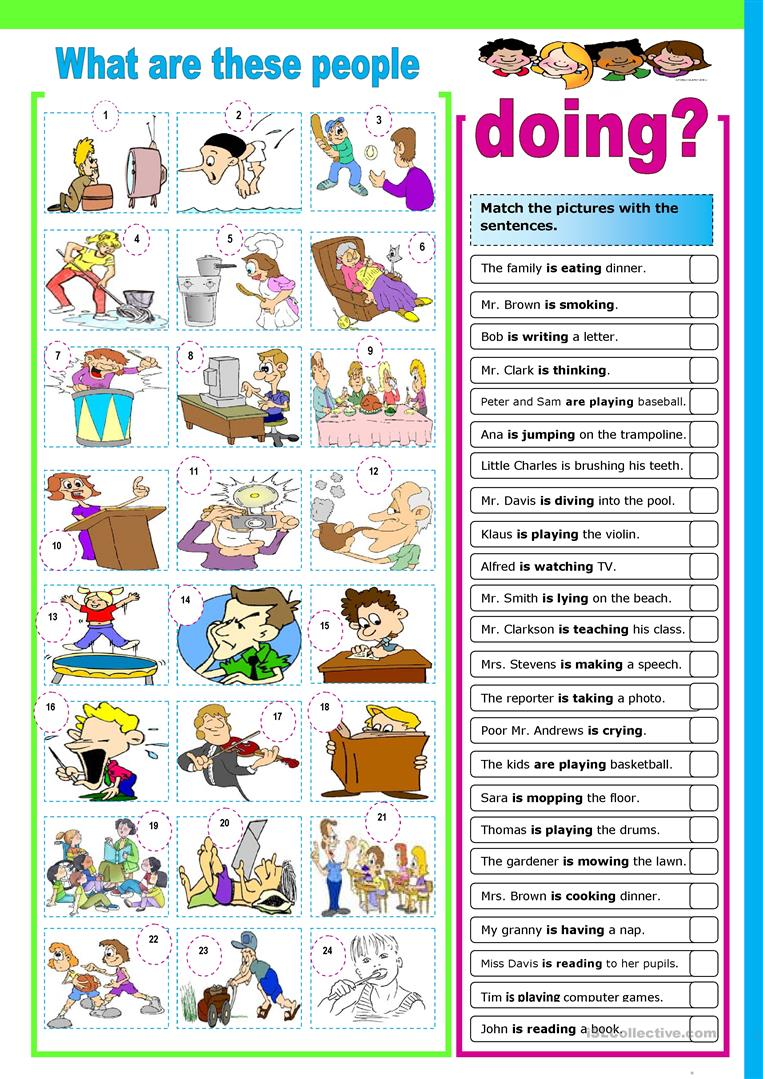 What are these people
doing?
1
2
3
4
5
6
7
8
9
10
11
12
13
14
15
16
17
18
19
20
21
22
23
24
Match the pictures with the
sentences.
The family is eating dinner.
Mr. Brown is smoking.
Bob is writing a letter.
Mr. Clark is thinking.
Peter and Sam are playing baseball.
Ana is jumping on the trampoline.
Little Charles is brushing his teeth.
Mr. Davis is diving into the pool.
Klaus is playing the violin.
Alfred is watching TV.
Mr. Smith is lying on the beach.
Mr. Clarkson is teaching his class.
Mrs. Stevens is making a speech.
The reporter is taking a photo.
Poor Mr. Andrews is crying.
The kids are playing basketball.
Sara is mopping the floor.
Thomas is playing the drums.
The gardener is mowing the lawn.
Mrs. Brown is cooking dinner.
My granny is having a nap.
Miss Davis is reading to her pupils.
Tim is playing computer games.
John is reading a book.
iSLCollective.com